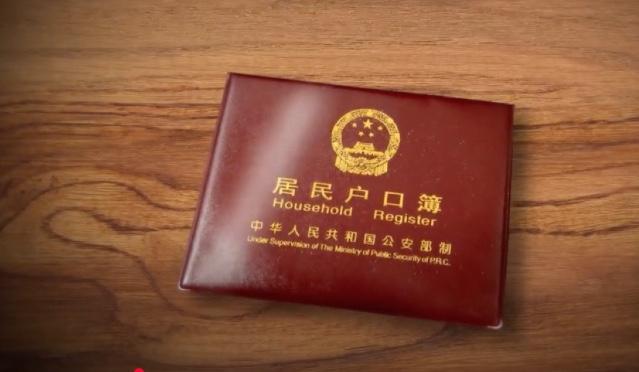 居民户口簿
Household Register
中华人民共和国公安部制
Under Supervision of The Ministry of Public Security of P.R.C.